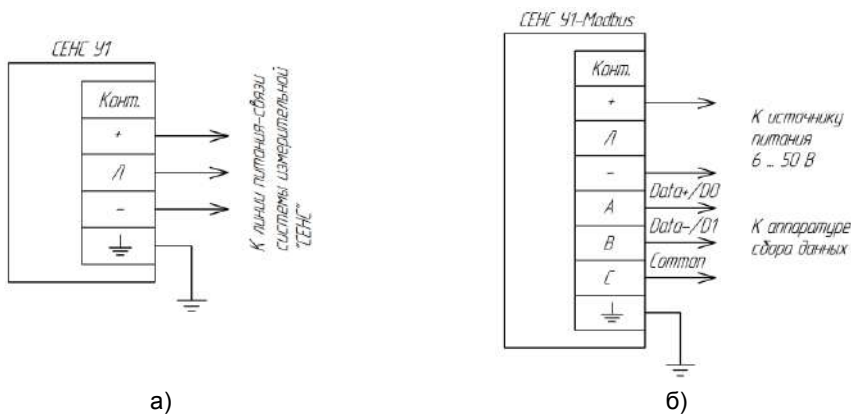 СЕНС У1
Конт.
+
Л
-
К линии питания-связи
системы измерительной
"СЕНС"
а)
СЕНС У1-Modbus
Конт.
+
Л
-
А
В
С
К источнику
питания
6 ... 50 В
Data+/D0
Data-/D1
Common
К аппаратуре
сбора данных
б)